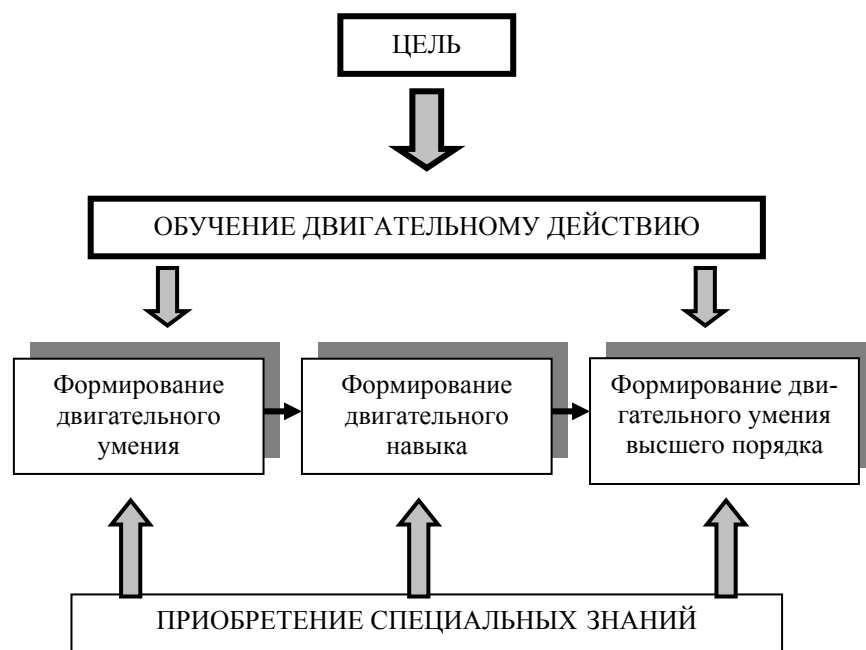 ЦЕЛЬ
ОБУЧЕНИЕ ДВИГАТЕЛЬНОМУ ДЕЙСТВИЮ
Формирование
двигательного
умения
Формирование
двигательного
навыка
Формирование дви-
гательного умения
высшего порядка
ПРИОБРЕТЕНИЕ СПЕЦИАЛЬНЫХ ЗНАНИЙ